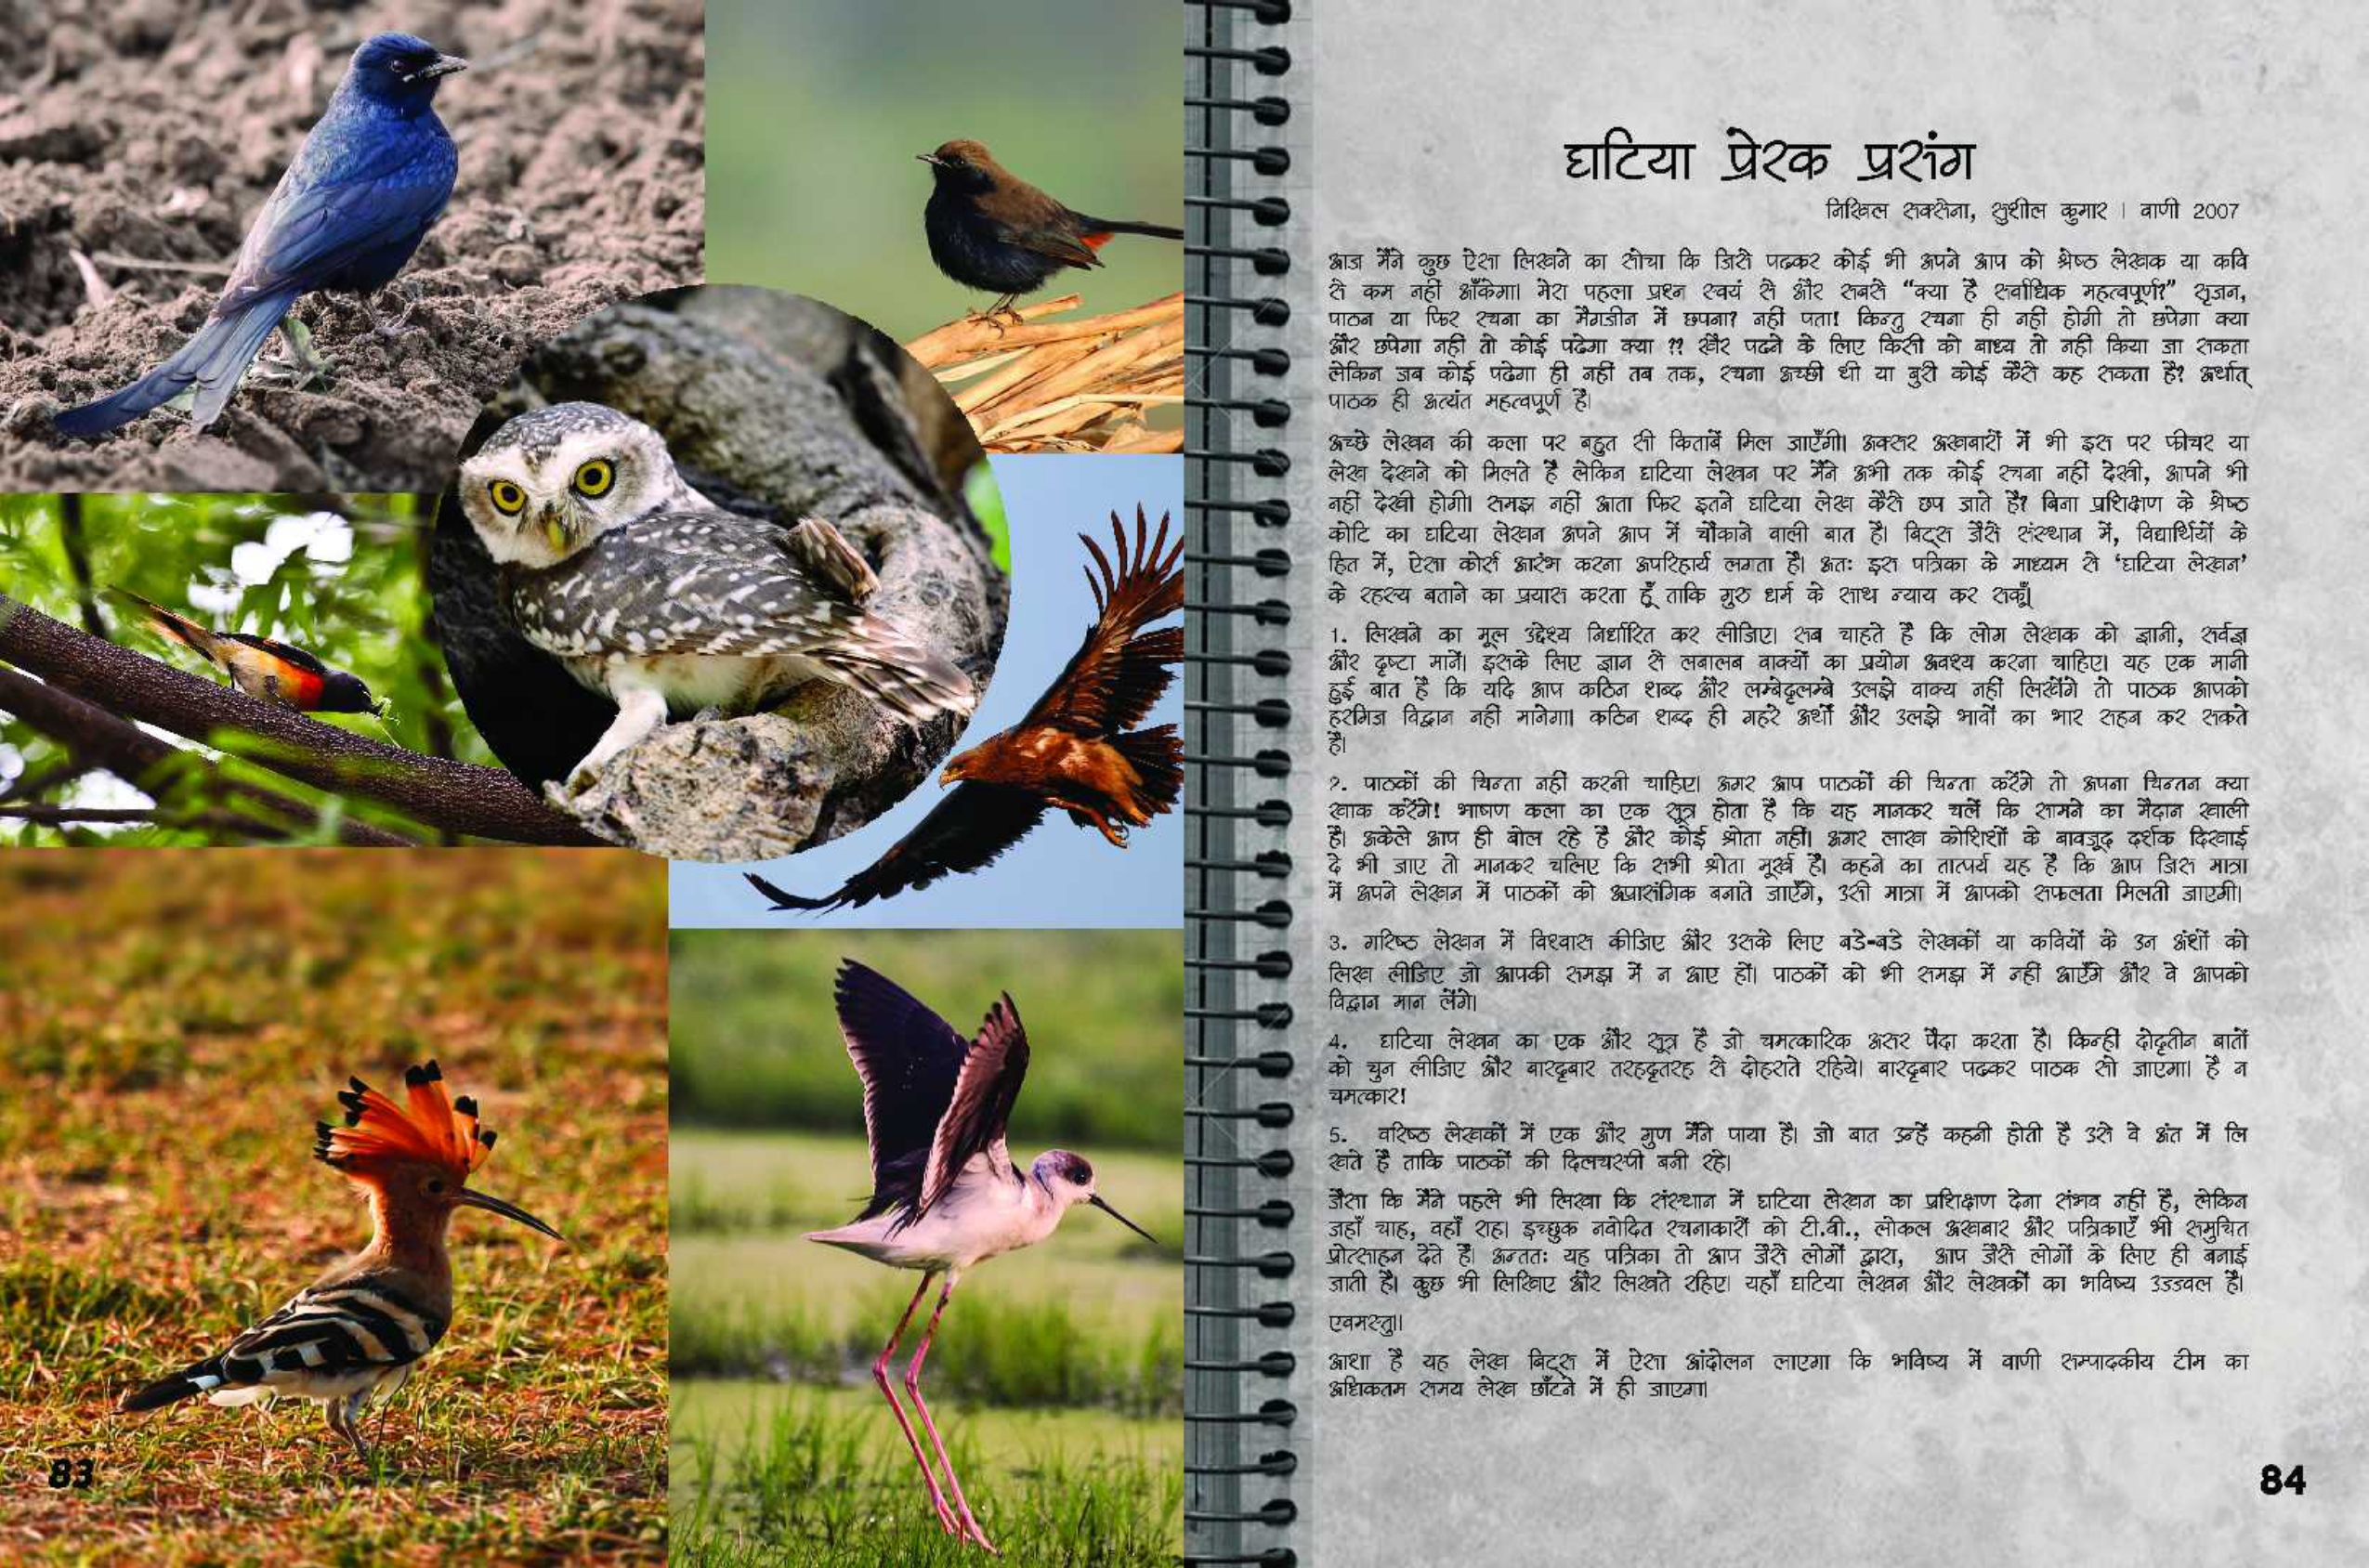 घटिया प्रेरक प्रसंग
निखिल सक्सेना, सुशील कुमार | वाणी 2007
आज मैंने कुछ ऐसा लिखने का सोचा कि जिसे पढकर कोई भी अपने आप को श्रेष्ठ लेखक या कवि
से कम नहीं आँकेगा। मेरा पहला प्रश्न स्वयं से और सबसे “क्या है सर्वाधिक महत्वपूर्ण?” सृजन,
पाठन या फिर रचना का मैगजीन में छपना? नहीं पता! किन्तु रचना ही नहीं होगी तो छपेगा क्या
और छपेगा नही तो कोई पढेगा क्या ?? खैर पढने के लिए किसी को बाध्य तो नही किया जा सकता
लेकिन जब कोई पढेगा ही नहीं तब तक, रचना अच्छी थी या बुरी कोई कैसे कह सकता है? अर्थात्
पाठक ही अत्यंत महत्वपूर्ण है।
अच्छे लेखन की कला पर बहुत सी किताबें मिल जाएँगी। अक्सर अखबारों में भी इस पर फीचर या
लेख देखने को मिलते है लेकिन घटिया लेखन पर मैंने अभी तक कोई रचना नहीं देखी, आपने भी
नहीं देखी होगी। समझ नहीं आता फिर इतने घटिया लेख कैसे छप जाते है? बिना प्रशिक्षण के श्रेष्ठ
कोटि का घटिया लेखन अपने आप में चौंकाने वाली बात है। बिट्स जैसे संस्थान में, विद्यार्थियों के
हित में, ऐसा कोर्स आरंभ करना अपरिहार्य लगता है। अतः इस पत्रिका के माध्यम से ‘घटिया लेखन’
के रहस्य बताने का प्रयास करता हूँ ताकि गुरु धर्म के साथ न्याय कर सकूँ|
1. लिखने का मूल उद्देश्य निर्धारित कर लीजिए। सब चाहते है कि लोग लेखक को ज्ञानी, सर्वज्ञ
और दृष्टा मानें। इसके लिए ज्ञान से लबालब वाक्यों का प्रयोग अवश्य करना चाहिए। यह एक मानी
हुई बात है कि यदि आप कठिन शब्द और लम्बेदृलम्बे उलझे वाक्य नहीं लिखेंगे तो पाठक आपको
हरगिज विद्वान नहीं मानेगा। कठिन शब्द ही गहरे अर्थों और उलझे भावों का भार सहन कर सकते
है।
२. पाठकों की चिन्ता नहीं करनी चाहिए। अगर आप पाठकों की चिन्ता करेंगे तो अपना चिन्तन क्या
खाक करेंगे! भाषण कला का एक सूत्र होता है कि यह मानकर चलें कि सामने का मैदान खाली
है। अकेले आप ही बोल रहे है और कोई श्रोता नहीं। अगर लाख कोशिशों के बावजूद दर्शक दिखाई
दे भी जाए तो मानकर चलिए कि सभी श्रोता मूर्ख हैं। कहने का तात्पर्य यह है कि आप जिस मात्रा
में अपने लेखन में पाठकों को अप्रासंगिक बनाते जाएँगे, उसी मात्रा में आपको सफलता मिलती जाएगी।
3. गरिष्ठ लेखन में विश्वास कीजिए और उसके लिए बडे-बडे लेखकों या कवियों के उन अंशों को
लिख लीजिए जो आपकी समझ में न आए हों। पाठकों को भी समझ में नहीं आएँगे और वे आपको
विद्वान मान लेंगे।
4. घटिया लेखन का एक और सूत्र है जो चमत्कारिक असर पैदा करता है। किन्ही दोदृतीन बातों
को चुन लीजिए और बारदृबार तरहदृतरह से दोहराते रहिये। बारदृबार पढकर पाठक सो जाएगा। है न
चमत्कार!
5. वरिष्ठ लेखकों में एक और गुण मैंने पाया है। जो बात उन्हें कहनी होती है उसे वे अंत में लि
खते है ताकि पाठकों की दिलचस्पी बनी रहे।
जैसा कि मैंने पहले भी लिखा कि संस्थान में घटिया लेखन का प्रशिक्षण देना संभव नहीं है, लेकिन
जहाँ चाह, वहाँ राह। इच्छुक नवोदित रचनाकारों को टी.वी., लोकल अखबार और पत्रिकाएँ भी समुचित
प्रोत्साहन देते हैं। अन्ततः यह पत्रिका तो आप जैसे लोगों द्वारा, आप जैसे लोगों के लिए ही बनाई
जाती है। कुछ भी लिखिए और लिखते रहिए। यहाँ घटिया लेखन और लेखकों का भविष्य उज्जवल है।
एवमस्तु॥
आशा है यह लेख बिट्स में ऐसा आंदोलन लाएगा कि भविष्य में वाणी सम्पादकीय टीम का
अधिकतम समय लेख छाँटने में ही जाएगा।
83
84